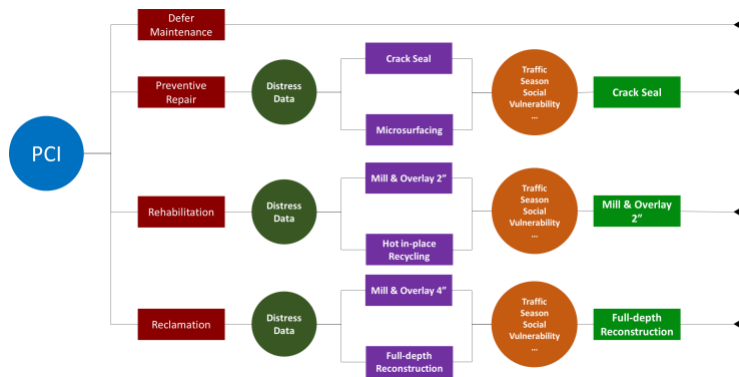 Defer
Maintenance
PCI
Preventive
Repair
Distress
Data
Crack Seal
Microsurfacing
Traffic
Season
Social
Vulnerability
...
Crack Seal
Rehabilitation
Distress
Data
Mill & Overlay 2”
Hot in-place
Recycling
Traffic
Season
Social
Vulnerability
...
Mill & Overlay
2”
Reclamation
Distress
Data
Mill & Overlay 4”
Full-depth
Reconstruction
Traffic
Season
Social
Vulnerability
...
Full-depth
Reconstruction